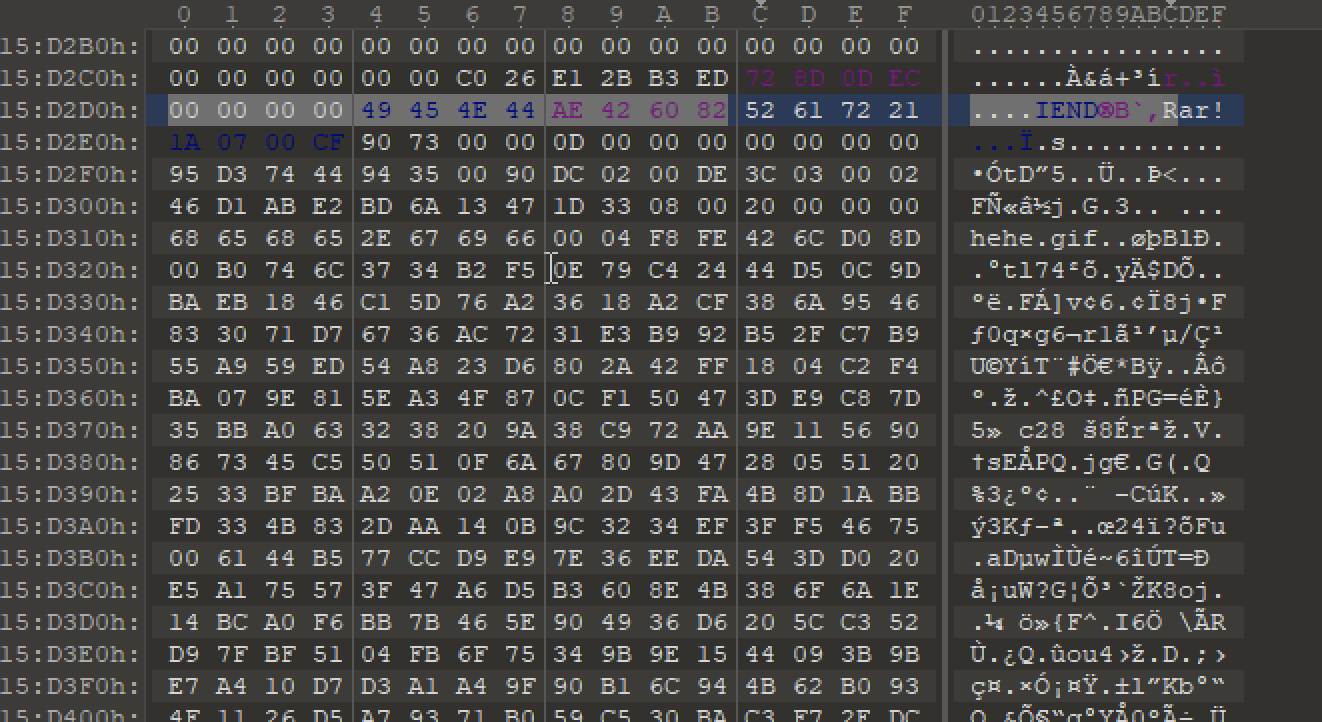 0 1 2 3 4 5 6 7 8 9 A B C D E F 0123456789ABCDEF
15:D2B0h: 00 00 00 00 00 00 00 00 00 00 00 00 00 00 00 00 ................
15:D2C0h: 00 00 00 00 00 00 C0 26 E1 2B B3 ED 72 8D 0D EC ......À&á+³ír..ì
15:D2D0h: 00 00 00 00 49 45 4E 44 AE 42 60 82 52 61 72 21 ....IEND®B`‚Rar!
15:D2E0h: 1A 07 00 CF 90 73 00 00 0D 00 00 00 00 00 00 00 ...Ï.s..........
15:D2F0h: 95 D3 74 44 94 35 00 90 DC 02 00 DE 3C 03 00 02 •ÓtD”5..Ü..Þ<...
15:D300h: 46 D1 AB E2 BD 6A 13 47 1D 33 08 00 20 00 00 00 FÑ«â½j.G.3.. ...
15:D310h: 68 65 68 65 2E 67 69 66 00 04 F8 FE 42 6C D0 8D hehe.gif..øþBlÐ.
15:D320h: 00 B0 74 6C 37 34 B2 F5 0E 79 C4 24 44 D5 0C 9D .°tl74²õ.yÄ$DÕ..
15:D330h: BA EB 18 46 C1 5D 76 A2 36 18 A2 CF 38 6A 95 46 ºë.FÁ]v¢6.¢Ï8j•F
15:D340h: 83 30 71 D7 67 36 AC 72 31 E3 B9 92 B5 2F C7 B9 ƒ0q×g6¬r1ã¹’µ/Ç¹
15:D350h: 55 A9 59 ED 54 A8 23 D6 80 2A 42 FF 18 04 C2 F4 U©YíT¨#Ö€*Bÿ..Âô
15:D360h: BA 07 9E 81 5E A3 4F 87 0C F1 50 47 3D E9 C8 7D º.ž.^£O‡.ñPG=éÈ}
15:D370h: 35 BB A0 63 32 38 20 9A 38 C9 72 AA 9E 11 56 90 5» c28 š8Érªž.V.
15:D380h: 86 73 45 C5 50 51 0F 6A 67 80 9D 47 28 05 51 20 †sEÅPQ.jg€.G(.Q
15:D390h: 25 33 BF BA A2 0E 02 A8 A0 2D 43 FA 4B 8D 1A BB %3¿º¢..¨ -CúK..»
15:D3A0h: FD 33 4B 83 2D AA 14 0B 9C 32 34 EF 3F F5 46 75 ý3Kƒ-ª..œ24ï?õFu
15:D3B0h: 00 61 44 B5 77 CC D9 E9 7E 36 EE DA 54 3D D0 20 .aDµwÌÙé~6îÚT=Ð
15:D3C0h: E5 A1 75 57 3F 47 A6 D5 B3 60 8E 4B 38 6F 6A 1E å¡uW?G¦Õ³`ŽK8oj.
15:D3D0h: 14 BC A0 F6 BB 7B 46 5E 90 49 36 D6 20 5C C3 52 .¼ ö»{F^.I6Ö \ÃR
15:D3E0h: D9 7F BF 51 04 FB 6F 75 34 9B 9E 15 44 09 3B 9B Ù.¿Q.ûou4›ž.D.;›
15:D3F0h: E7 A4 10 D7 D3 A1 A4 9F 90 B1 6C 94 4B 62 B0 93 ç¤.×Ó¡¤Ÿ.±l”Kb°“
15:D400h: 4F 11 26 D5 A7 93 71 B0 59 C5 30 BA C3 F7 2E DC O.&Õ§“q°YÅ0ºÃ÷.Ü